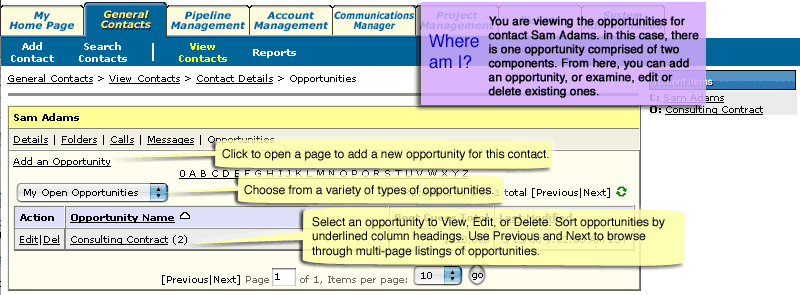 My Home Page
General Contacts
Pipeline Management
Account Management
Communications Manager
Project
Add Contact
Search Contacts
View Contacts
Reports
Where am I?
You are viewing the opportunities for
contact Sam Adams. in this case, there
is one opportunity comprised of two
components. From here, you can add
an opportunity, or examine, edit or
delete existing ones.
General Contacts > View Contacts > Contact Details > Opportunities
Recent Items
C: Sam Adams
O: Consulting Contract
Sam Adams
Details | Folders | Calls | Messages | Opportunities
Add an Opportunity
Click to open a page to add a new opportunity for this contact.
0 A B C D E F G H I J K L M N O P Q R S T U V W X Y Z
My Open Opportunities
Choose from a variety of types of opportunities.
1 total [Previous|Next]
Action Opportunity Name
Edit|Del Consulting Contract (2)
Select an opportunity to View, Edit, or Delete. Sort opportunities by
underlined column headings. Use Previous and Next to browse
through multi-page listings of opportunities.
[Previous|Next] Page 1 of 1, Items per page: 10 go